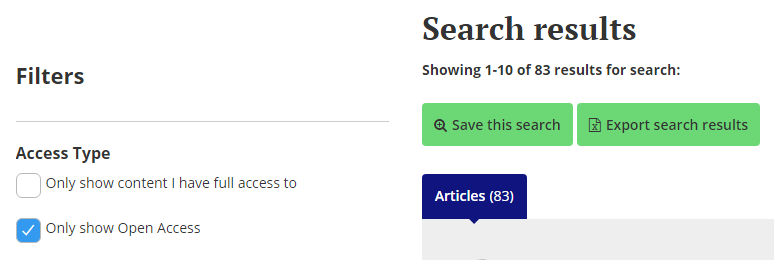 Search results
Showing 1-10 of 83 results for search:
Filters
Save this search
Export search results
Access Type
Only show content I have full access to
Articles (83)
Only show Open Access